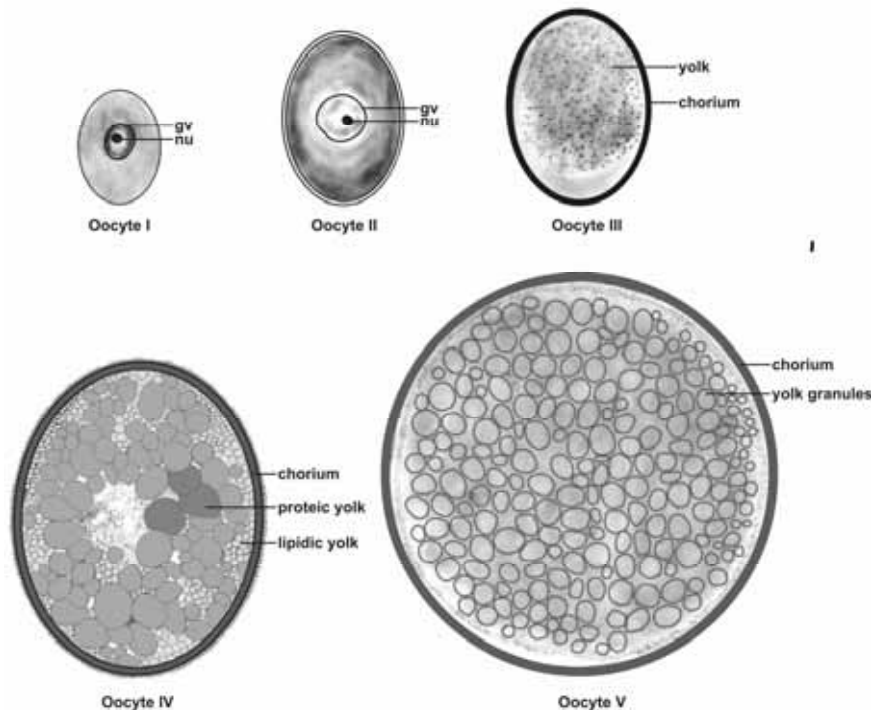 gv
nu
Oocyte I
gv
nu
Oocyte II
yolk
chorium
Oocyte III
chorium
proteic yolk
lipidic yolk
Oocyte IV
chorium
yolk granules
Oocyte V